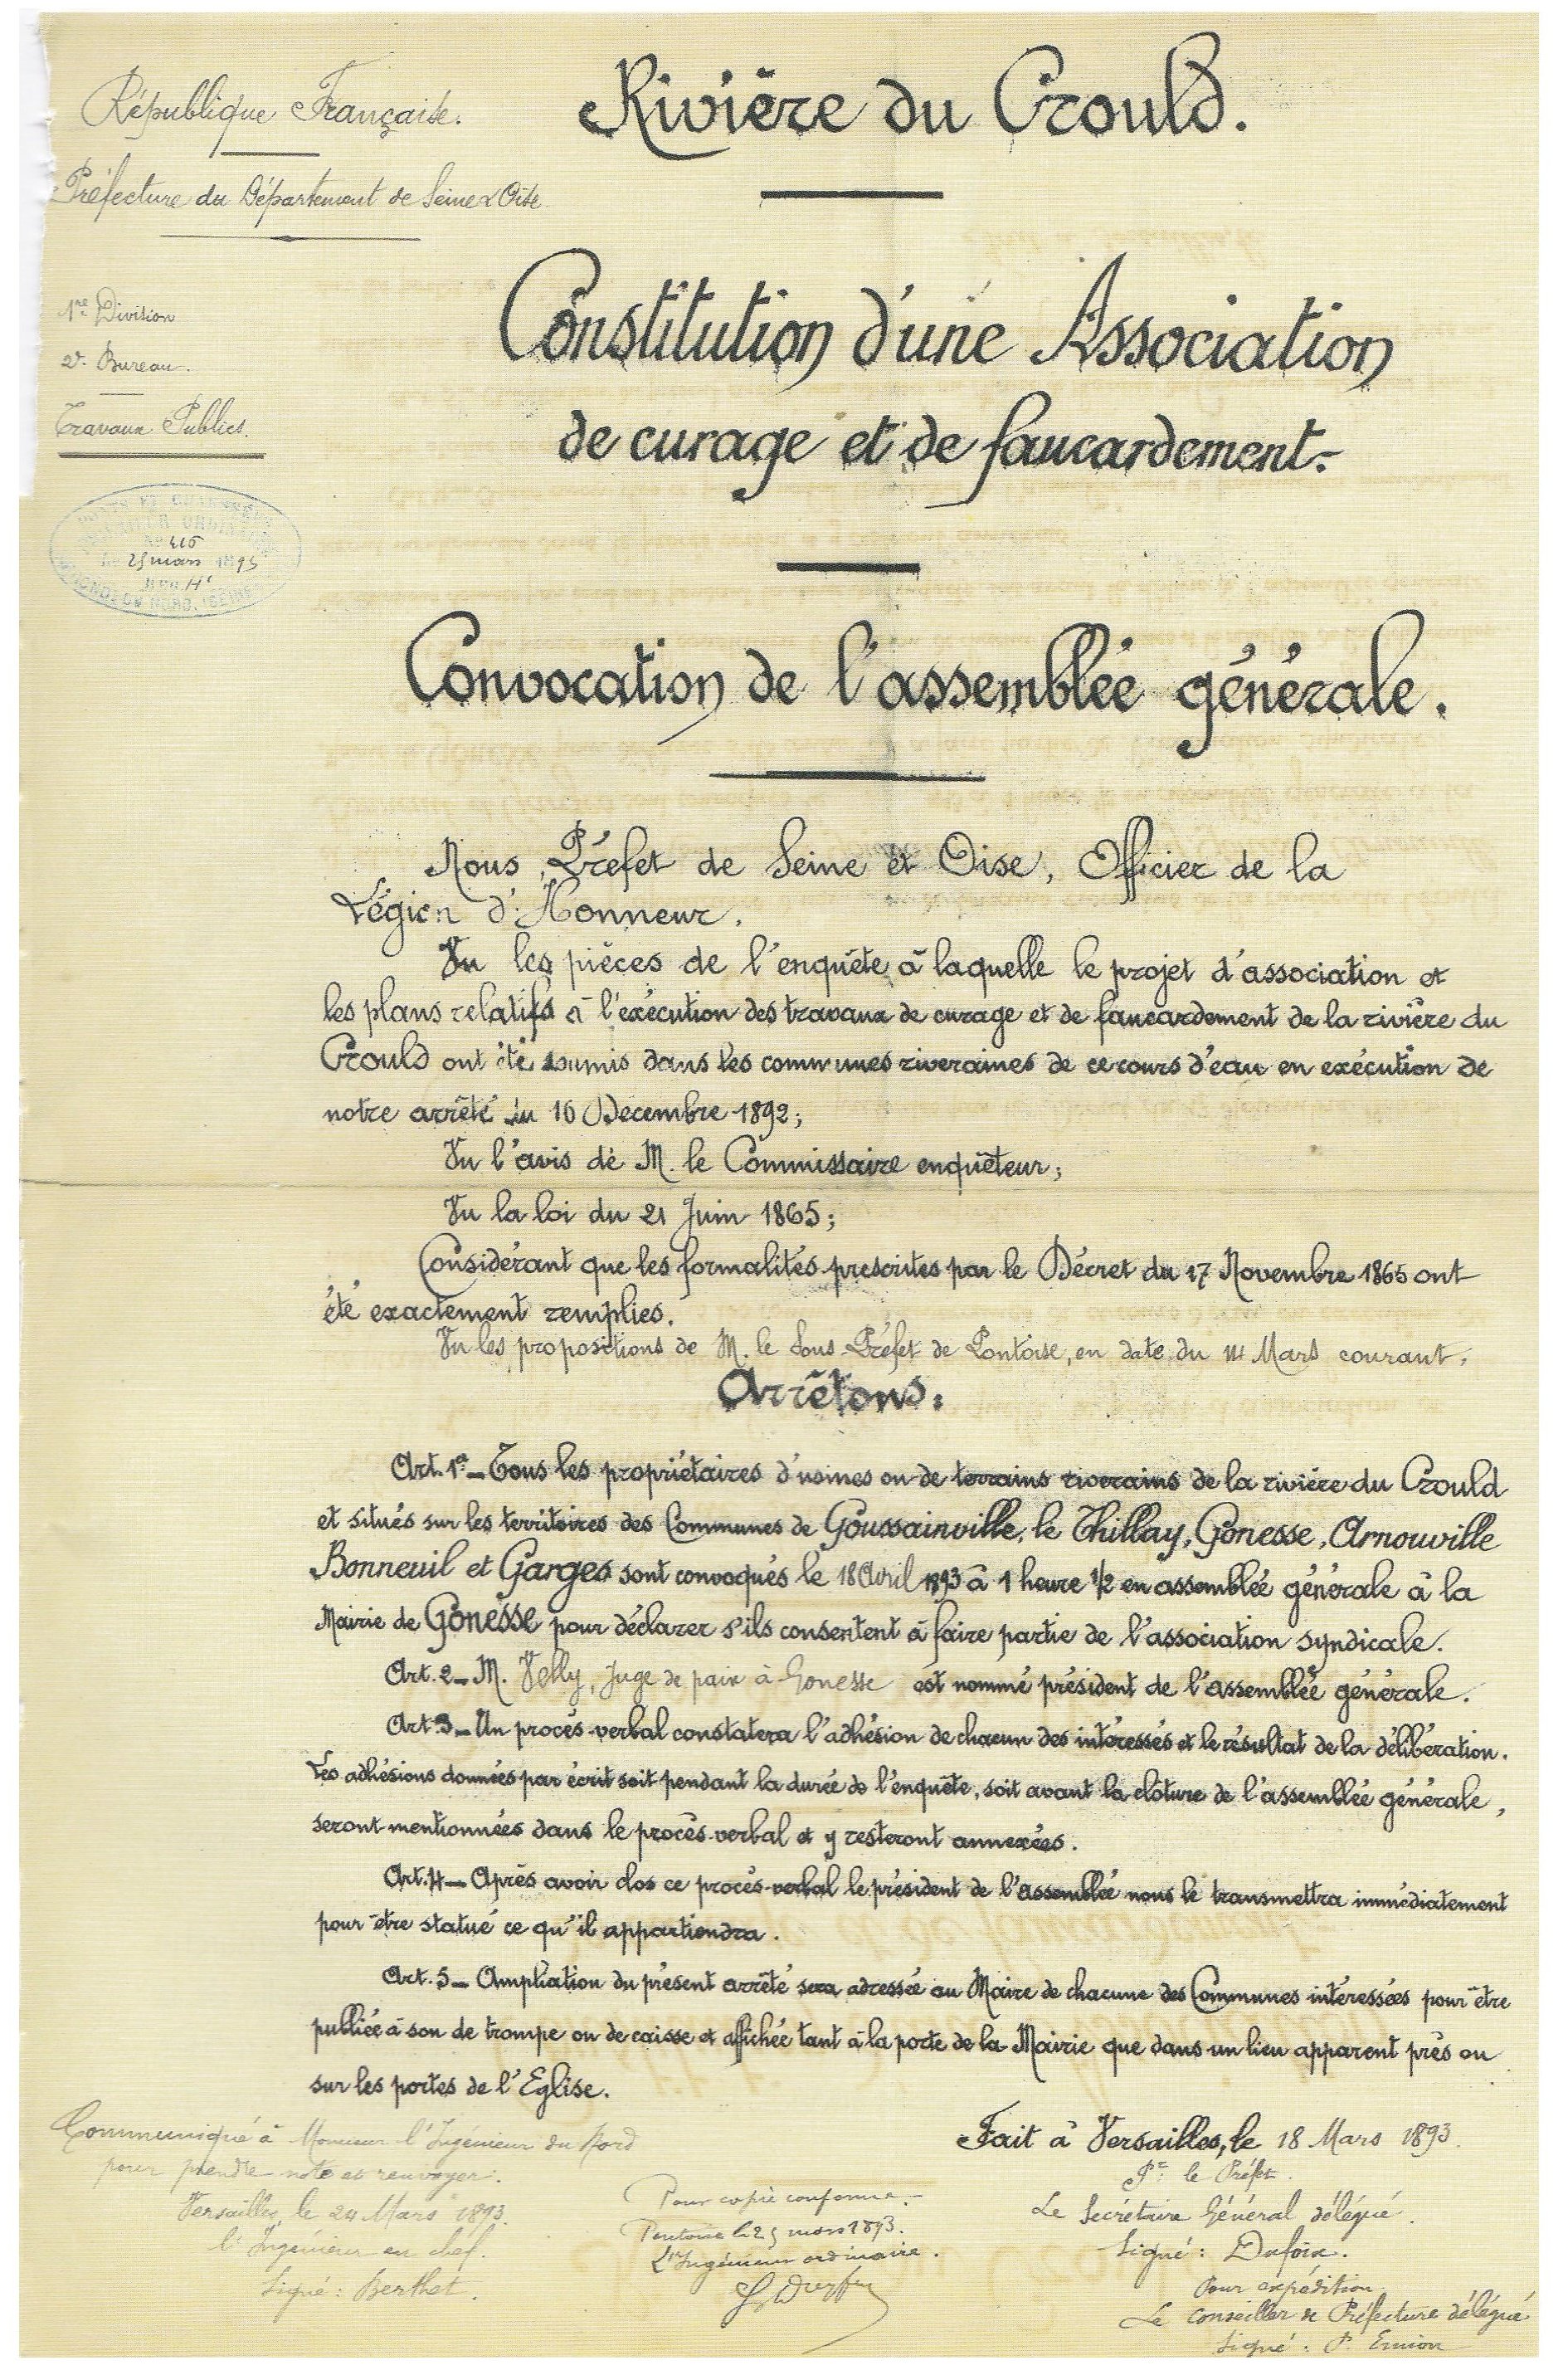 République Française.
Préfecture du Département de Seine & Oise
1re Division
2e Bureau.
Travaux Publics.
PONTS ET CHAUSSÉES
No 416
25 mars 1893
Rivière du Crould.
Constitution d'une Association
de curage et de faucardement.
Convocation de l'assemblée générale.
Nous, Préfet de Seine et Oise, Officier de la
Légion d'Honneur,
Vu les pièces de l'enquête à laquelle le projet d'association et
les plans relatifs à l'exécution des travaux de curage et de faucardement de la rivière du
Crould ont été soumis dans les communes riveraines de ce cours d'eau en exécution de
notre arrêté du 16 Décembre 1892;
Vu l'avis de M. le Commissaire enquêteur;
Vu la loi du 21 Juin 1865;
Considérant que les formalités prescrites par le Décret du 17 Novembre 1865 ont
été exactement remplies.
Vu les propositions de M. le Sous-Préfet de Pontoise, en date du 14 Mars courant.
Arrêtons:
Art. 1er – Tous les propriétaires d'usines ou de terrains riverains de la rivière du Crould
et situés sur les territoires des Communes de Goussainville, le Thillay, Gonesse, Arnouville
Bonneuil et Garges sont convoqués le 18 Avril 1893 à 1 heure 1/2 en assemblée générale à la
Mairie de Gonesse pour déclarer s'ils consentent à faire partie de l'association syndicale.
Art. 2 – M. Velly, Juge de paix à Gonesse est nommé président de l'assemblée générale.
Art. 3 – Un procès-verbal constatera l'adhésion de chacun des intéressés et le résultat de la délibération.
Les adhésions données par écrit soit pendant la durée de l'enquête, soit avant la clôture de l'assemblée générale,
seront mentionnées dans le procès-verbal et y resteront annexées.
Art. 4 – Après avoir clos ce procès-verbal le président de l'assemblée nous le transmettra immédiatement
pour être statué ce qu'il appartiendra.
Art. 5 – Ampliation du présent arrêté sera adressée au Maire de chacune des Communes intéressées pour être
publiée à son de trompe ou de caisse et affichée tant à la porte de la Mairie que dans un lieu apparent près ou
sur les portes de l'Eglise.
Fait à Versailles, le 18 Mars 1893.
Pr le Préfet.
Le Secrétaire Général délégué.
Signé: Dufoix.
Pour expédition.
Le Conseiller de Préfecture délégué
Signé: P. Emion
Communiqué à Monsieur l'Ingénieur du Nord
pour prendre note et renvoyer.
Versailles, le 24 Mars 1893.
l'Ingénieur en chef.
Signé: Berthet.
Pour copie conforme.
Pontoise le 25 mars 1893.
L'Ingénieur ordinaire.